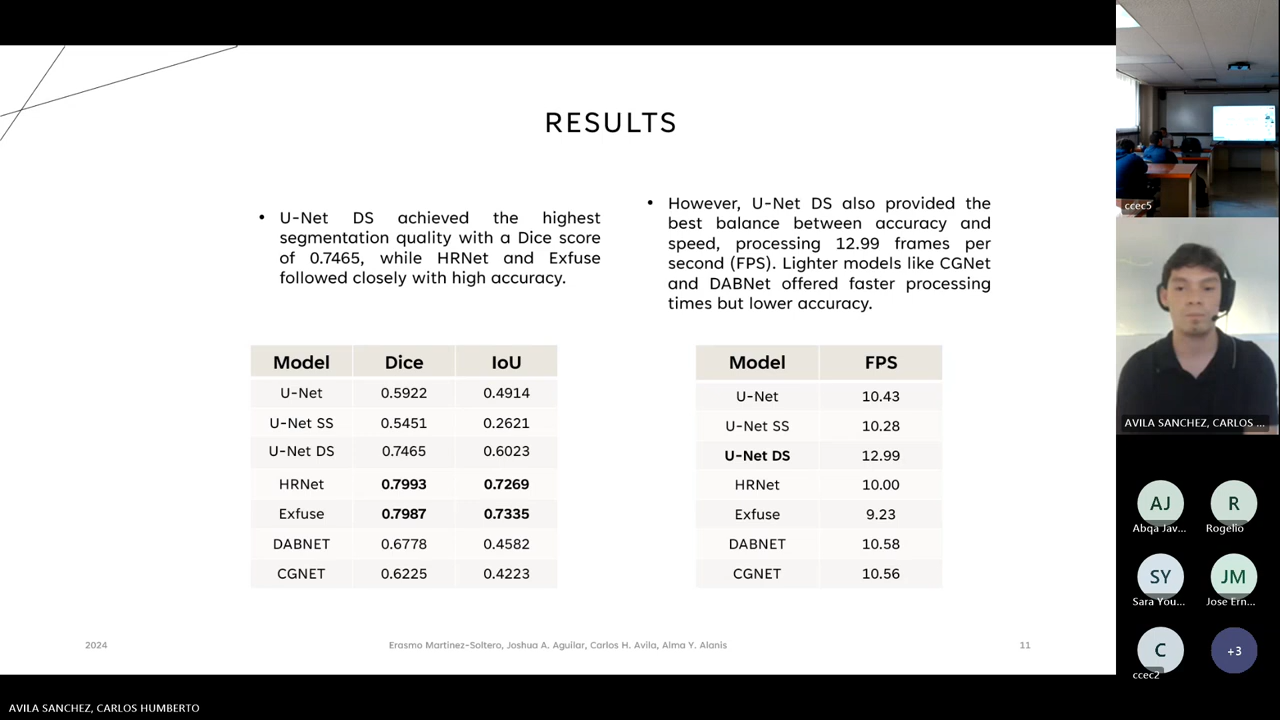 RESULTS
• U-Net DS achieved the highest
segmentation quality with a Dice score
of 0.7465, while HRNet and Exfuse
followed closely with high accuracy.
• However, U-Net DS also provided the
best balance between accuracy and
speed, processing 12.99 frames per
second (FPS). Lighter models like CGNet
and DABNet offered faster processing
times but lower accuracy.
Model Dice IoU
U-Net 0.5922 0.4914
U-Net SS 0.5451 0.2621
U-Net DS 0.7465 0.6023
HRNet 0.7993 0.7269
Exfuse 0.7987 0.7335
DABNET 0.6778 0.4582
CGNET 0.6225 0.4223
Model FPS
U-Net 10.43
U-Net SS 10.28
U-Net DS 12.99
HRNet 10.00
Exfuse 9.23
DABNET 10.58
CGNET 10.56
2024
Erasmo Martinez-Soltero, Joshua A. Aguilar, Carlos H. Avila, Alma Y. Alanis
11
ccec5
AVILA SANCHEZ, CARLOS ...
AJ
Abqa Jav...
R
Rogelio
SY
Sara You...
JM
Jose Ern...
C
ccec2
+3
AVILA SANCHEZ, CARLOS HUMBERTO